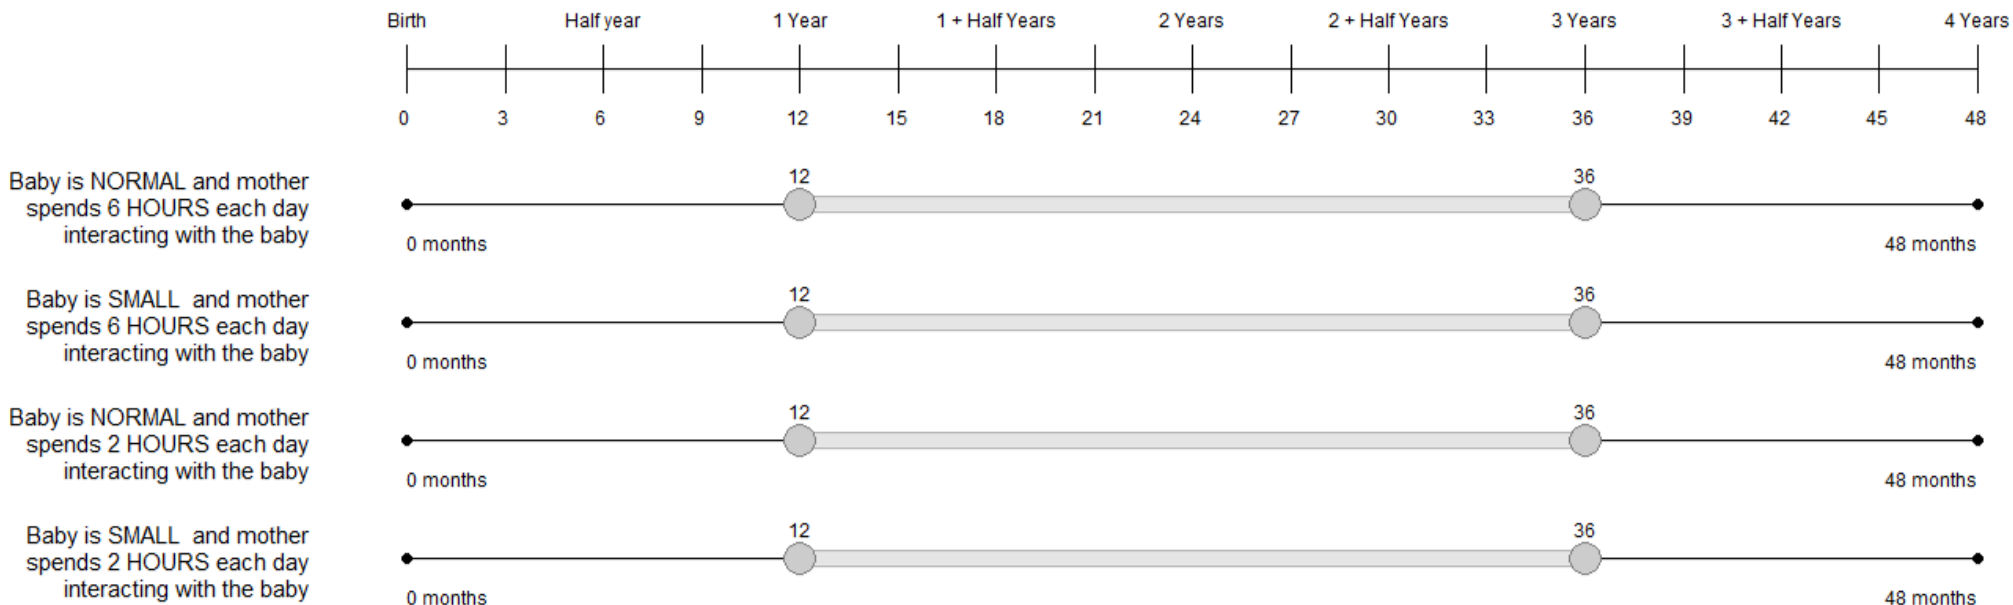 Birth Half year 1 Year 1 + Half Years 2 Years 2 + Half Years 3 Years 3 + Half Years 4 Years
0 3 6 9 12 15 18 21 24 27 30 33 36 39 42 45 48
Baby is NORMAL and mother
spends 6 HOURS each day
interacting with the baby
12 36
0 months 48 months
Baby is SMALL and mother
spends 6 HOURS each day
interacting with the baby
12 36
0 months 48 months
Baby is NORMAL and mother
spends 2 HOURS each day
interacting with the baby
12 36
0 months 48 months
Baby is SMALL and mother
spends 2 HOURS each day
interacting with the baby
12 36
0 months 48 months